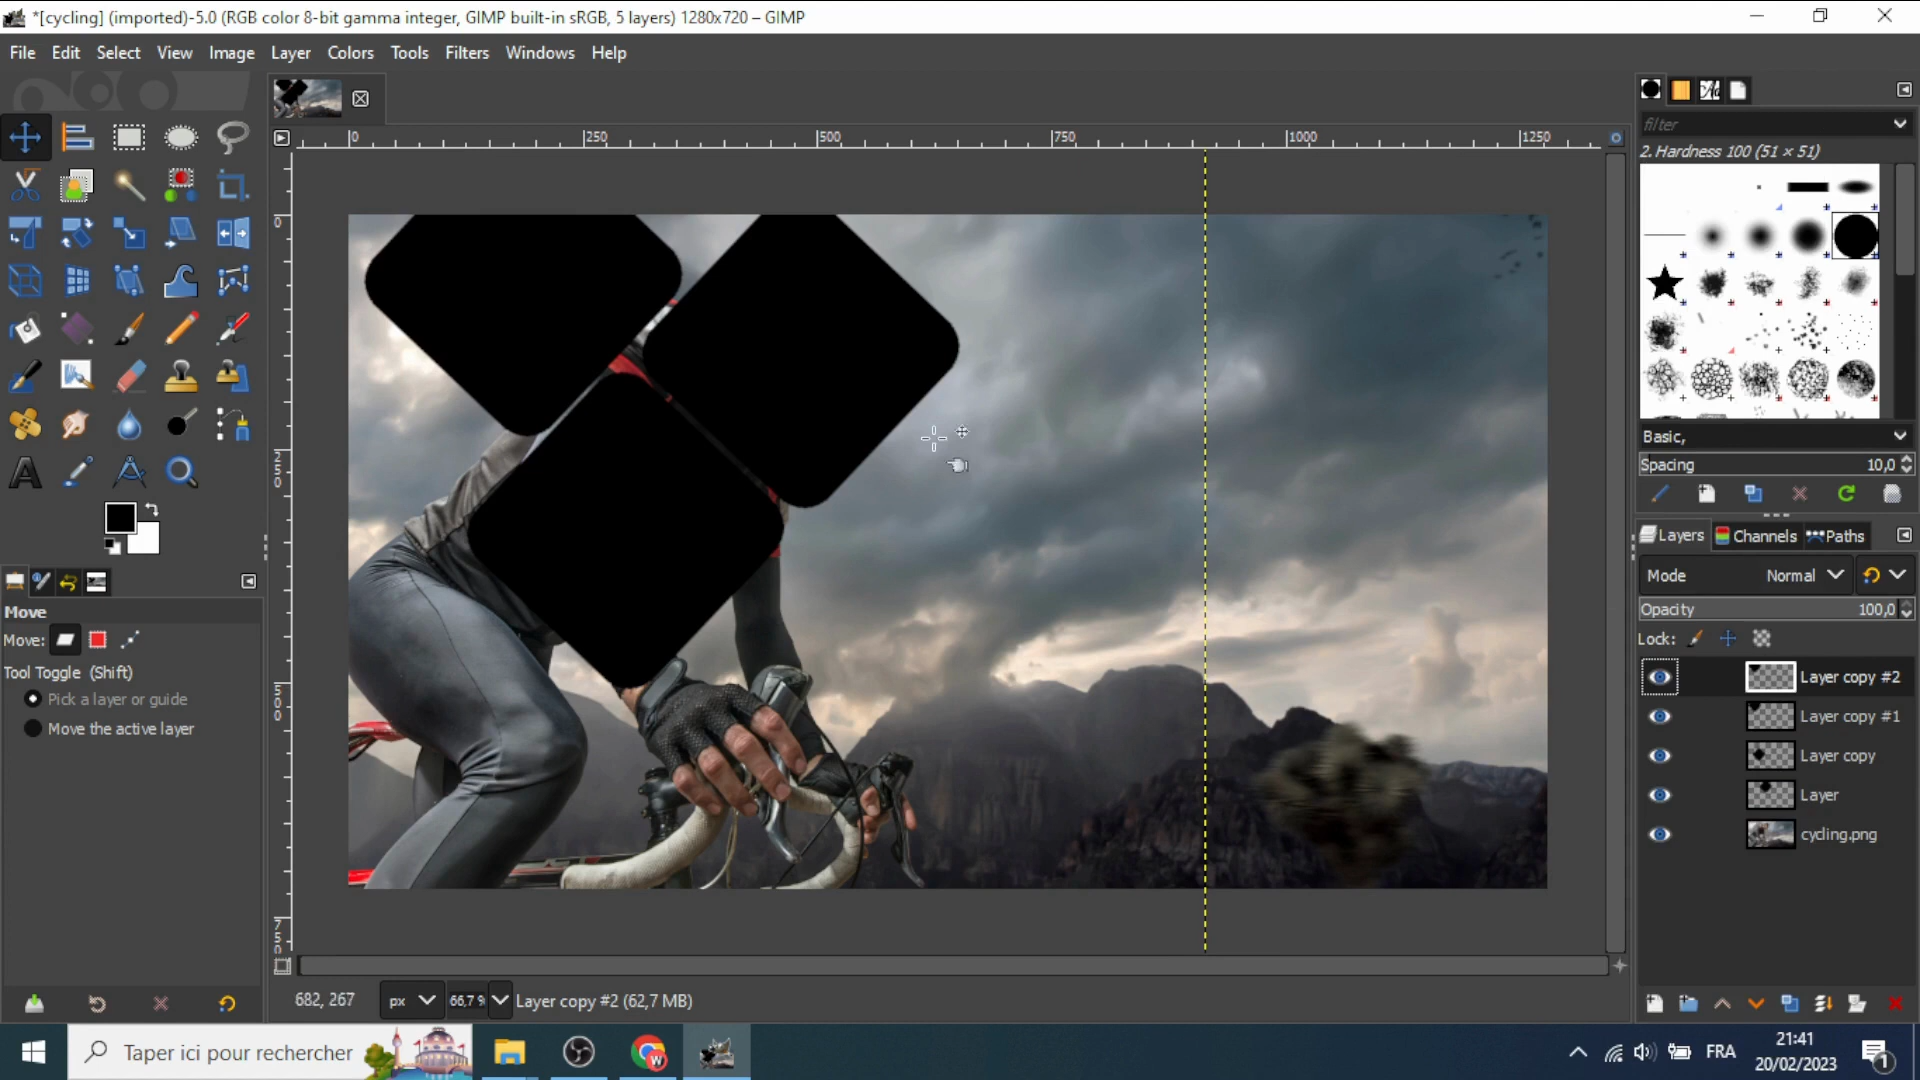 *[cycling] (imported)-5.0 (RGB color 8-bit gamma integer, GIMP built-in sRGB, 5 layers) 1280x720 – GIMP
File Edit Select View Image Layer Colors Tools Filters Windows Help
0 250 500 750 1000 1250
0
250
500
750
Move
Move:
Tool Toggle (Shift)
Pick a layer or guide
Move the active layer
filter
2. Hardness 100 (51 × 51)
Basic,
Spacing 10,0
Layers Channels Paths
Mode Normal
Opacity 100,0
Lock:
Layer copy #2
Layer copy #1
Layer copy
Layer
cycling.png
682, 267 px 66,7 % Layer copy #2 (62,7 MB)
Taper ici pour rechercher
W
FRA
21:41
20/02/2023
1